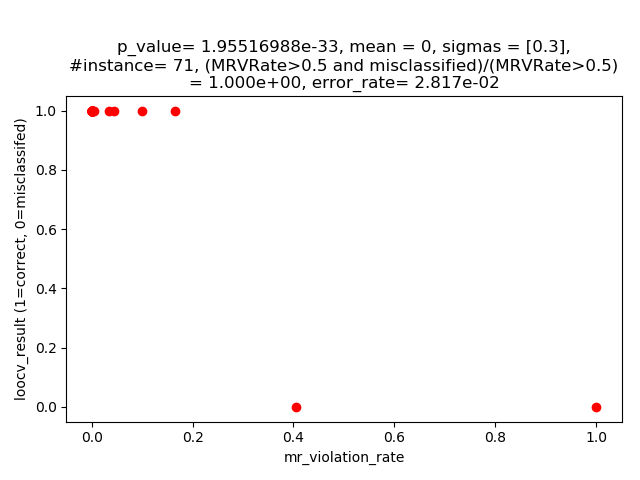 p_value= 1.95516988e-33, mean = 0, sigmas = [0.3],
#instance= 71, (MRVRate>0.5 and misclassified)/(MRVRate>0.5)
= 1.000e+00, error_rate= 2.817e-02
loocv_result (1=correct, 0=misclassifed)
1.0
0.8
0.6
0.4
0.2
0.0
0.0 0.2 0.4 0.6 0.8 1.0
mr_violation_rate